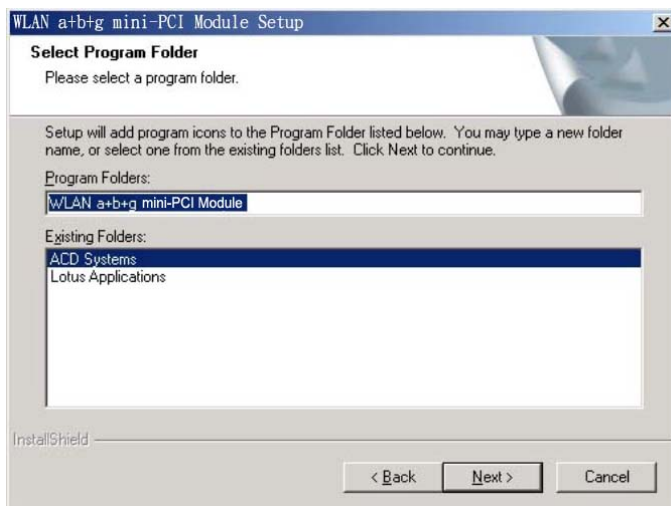 WLAN a+b+g mini-PCI Module Setup
Select Program Folder
Please select a program folder.
Setup will add program icons to the Program Folder listed below. You may type a new folder
name, or select one from the existing folders list. Click Next to continue.
Program Folders:
WLAN a+b+g mini-PCI Module
Existing Folders:
ACD Systems
Lotus Applications
InstallShield
< Back
Next >
Cancel